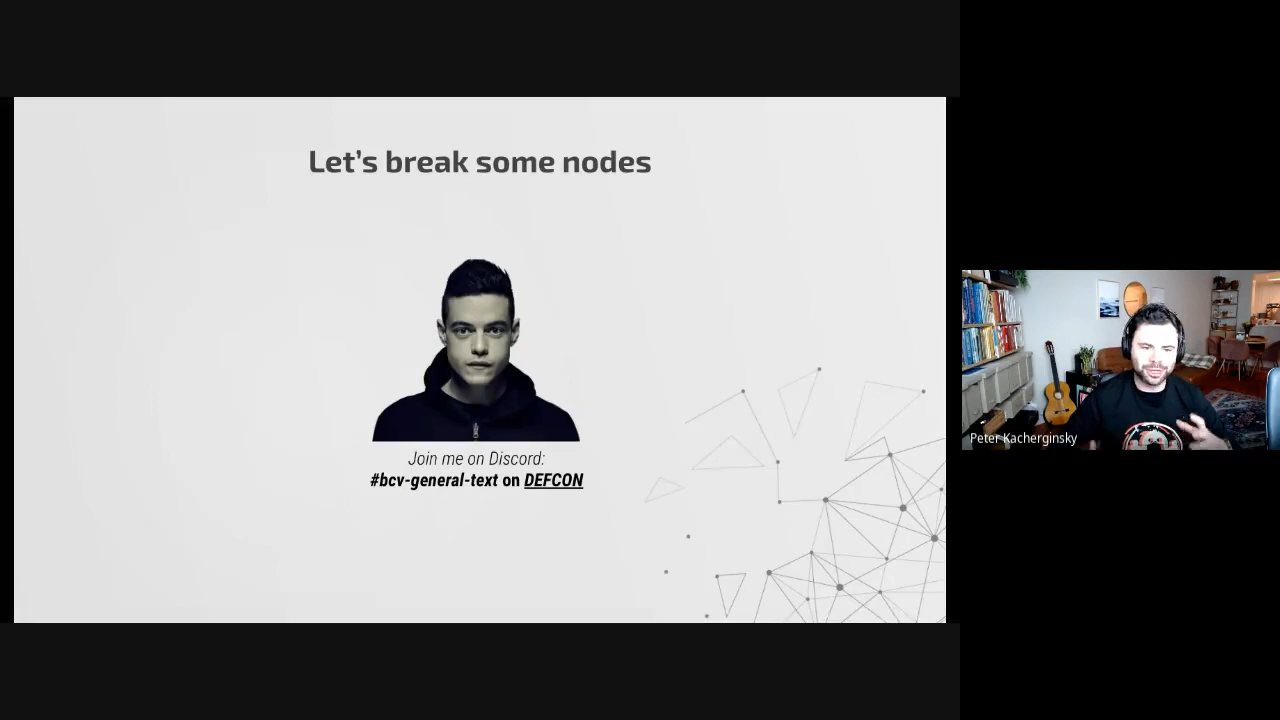 Let's break some nodes
Join me on Discord:
#bcv-general-text on DEFCON
Peter Kacherginsky